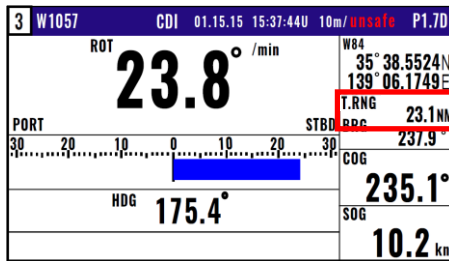 3 W1057 CDI 01.15.15 15:37:44U 10m/unsafe P1.7D
ROT 23.8° /min
PORT STBD
30 20 10 0 10 20 30
HDG 175.4°
W84
35° 38.5524N
139° 06.1749E
T.RNG
23.1NM
BRG
237.9°
COG
235.1°
SOG
10.2 kn